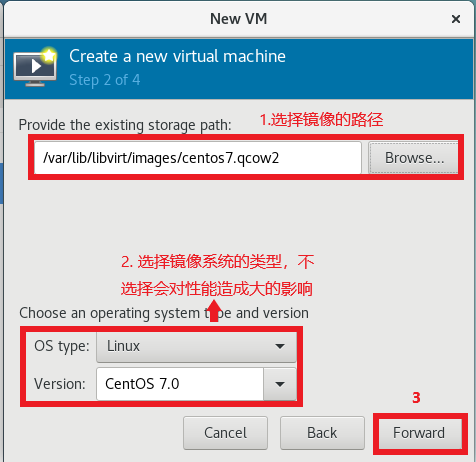 New VM
×
Create a new virtual machine
Step 2 of 4
Provide the existing storage path:
1.选择镜像的路径
/var/lib/libvirt/images/centos7.qcow2
Browse...
2. 选择镜像系统的类型，不
选择会对性能造成大的影响
Choose an operating system type and version
OS type: Linux
Version: CentOS 7.0
3
Cancel
Back
Forward